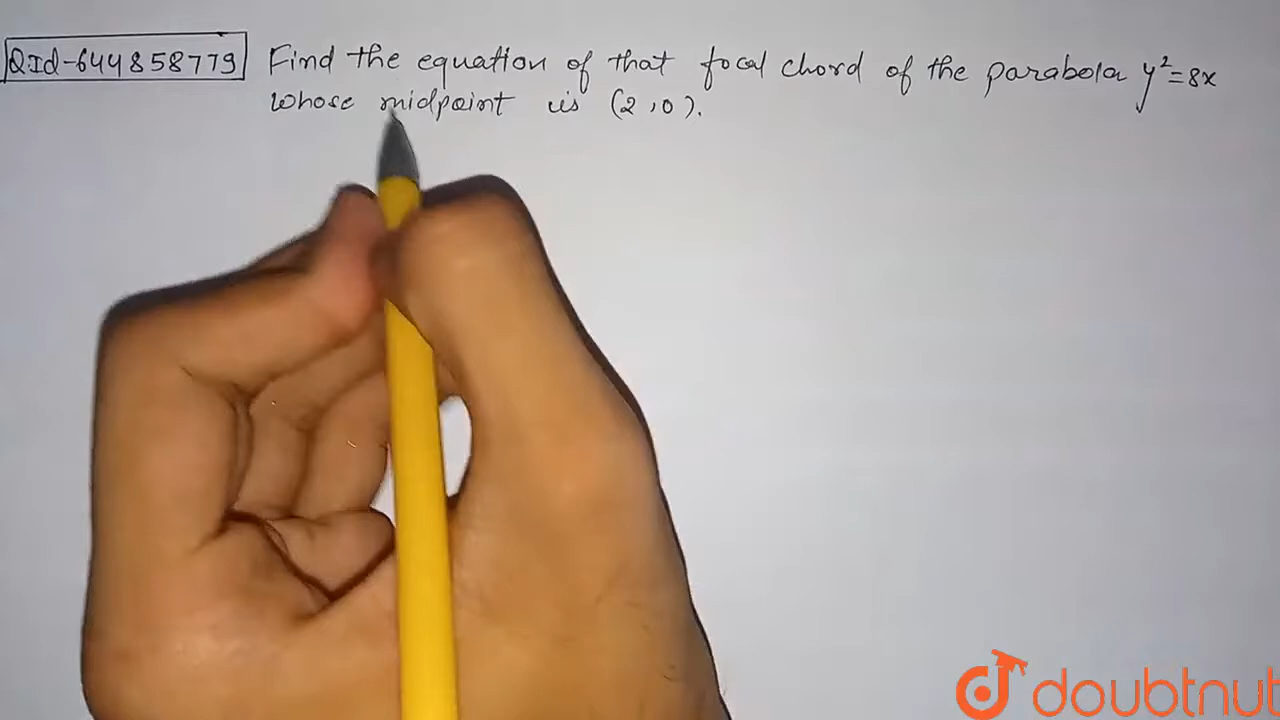 QId-644858779 Find the equation of that focal chord of the parabola y²=8x
whose midpoint is (2,0).
doubtnut